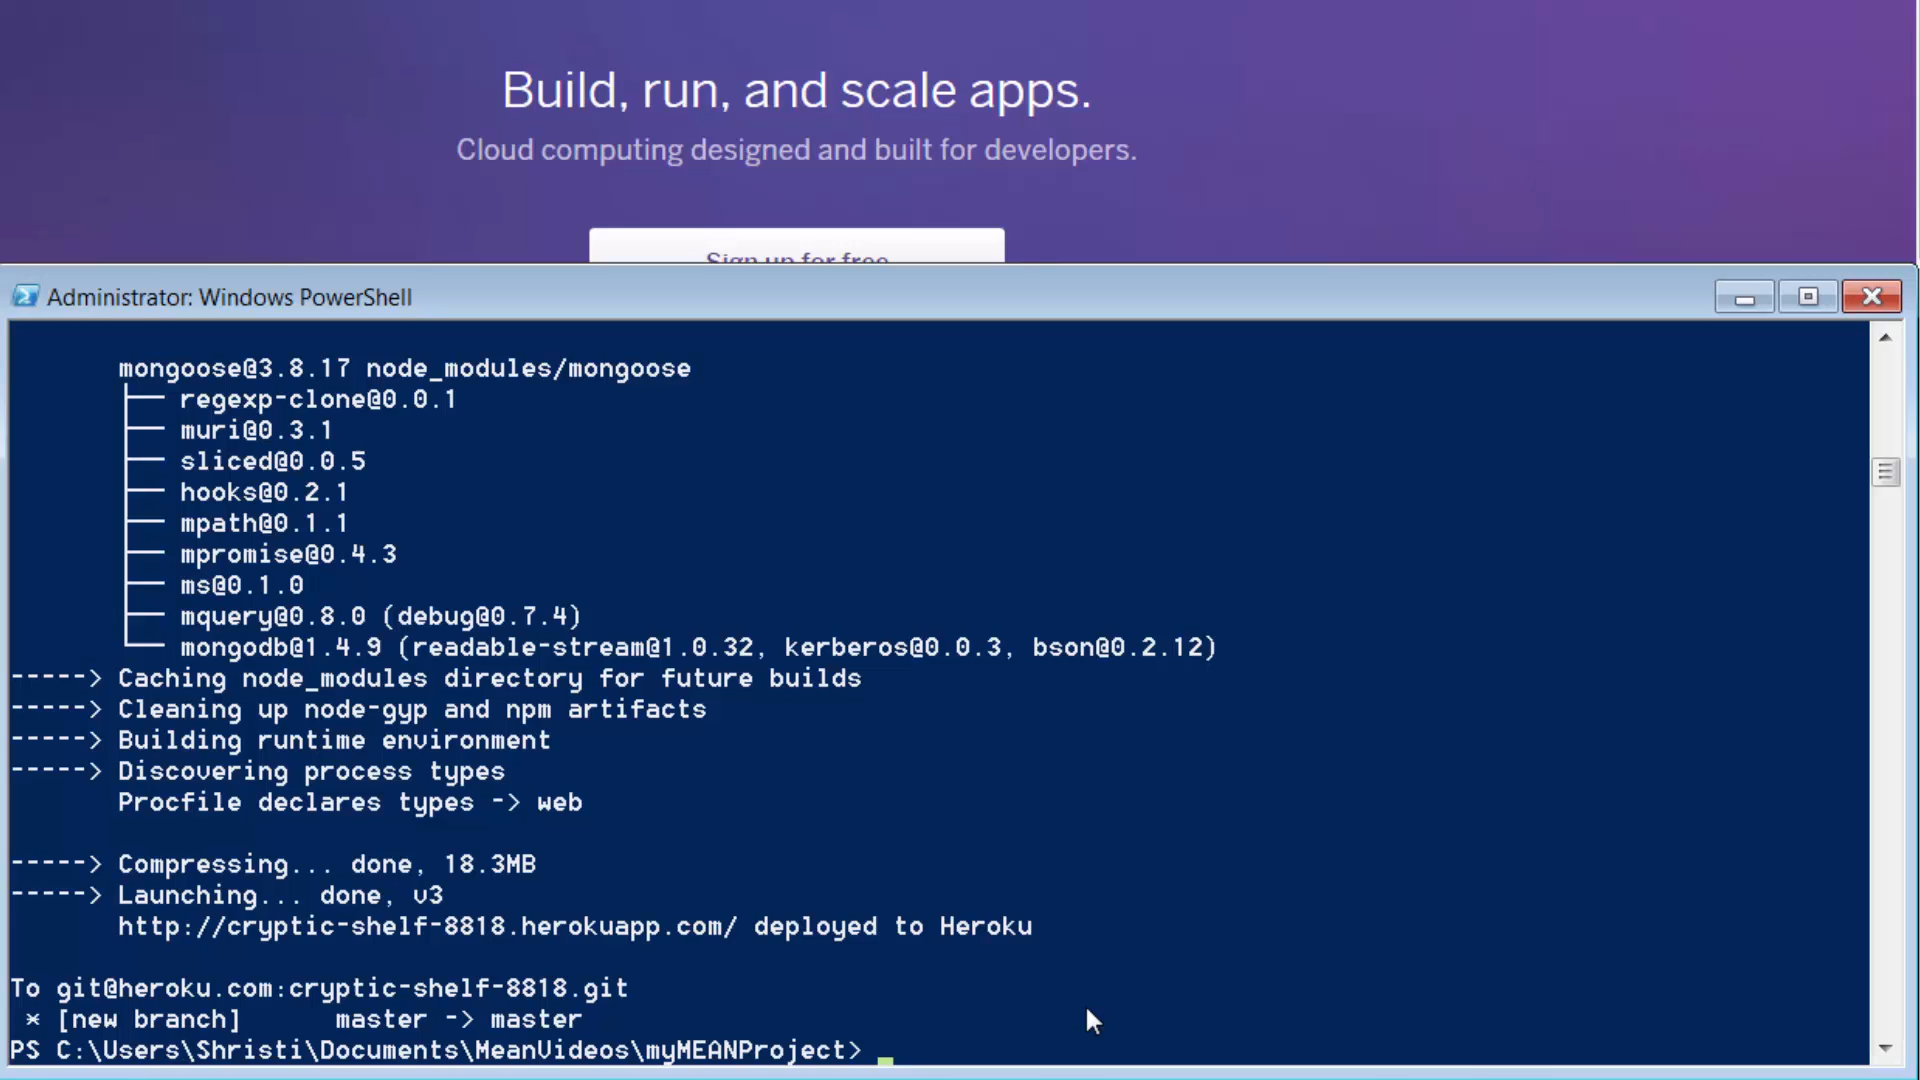 Build, run, and scale apps.
Cloud computing designed and built for developers.
Sign up for free
Administrator: Windows PowerShell
mongoose@3.8.17 node_modules/mongoose
├── regexp-clone@0.0.1
├── muri@0.3.1
├── sliced@0.0.5
├── hooks@0.2.1
├── mpath@0.1.1
├── mpromise@0.4.3
├── ms@0.1.0
├── mquery@0.8.0 (debug@0.7.4)
└── mongodb@1.4.9 (readable-stream@1.0.32, kerberos@0.0.3, bson@0.2.12)
-----> Caching node_modules directory for future builds
-----> Cleaning up node-gyp and npm artifacts
-----> Building runtime environment
-----> Discovering process types
Procfile declares types -> web
-----> Compressing... done, 18.3MB
-----> Launching... done, v3
http://cryptic-shelf-8818.herokuapp.com/ deployed to Heroku
To git@heroku.com:cryptic-shelf-8818.git
* [new branch]      master -> master
PS C:\Users\Shristi\Documents\MeanVideos\myMEANProject>